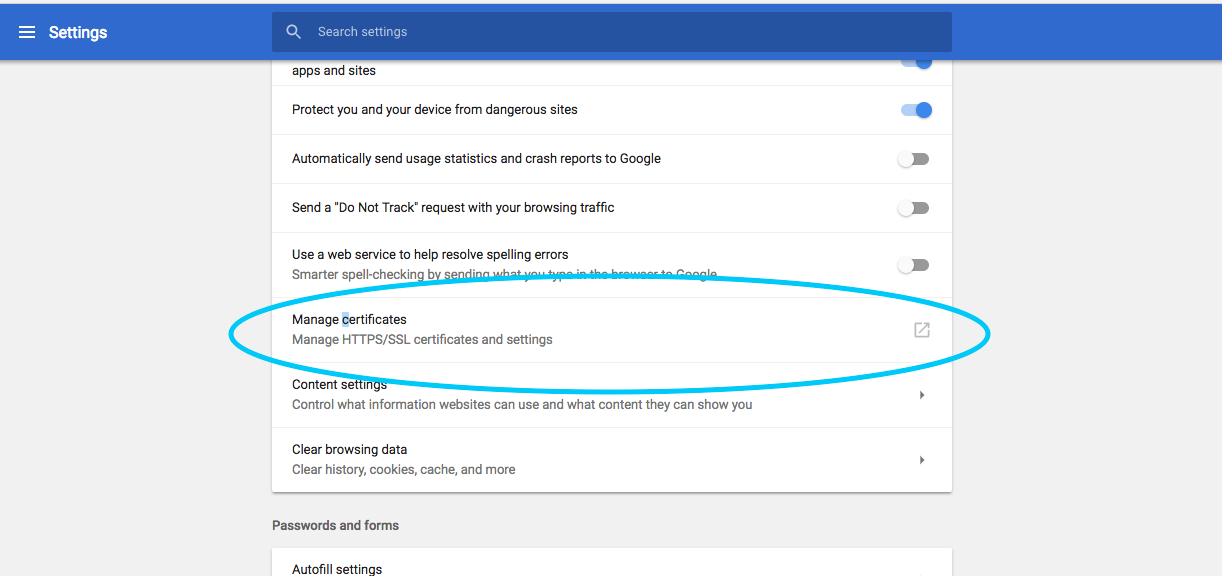 Settings
Search settings
apps and sites
Protect you and your device from dangerous sites
Automatically send usage statistics and crash reports to Google
Send a "Do Not Track" request with your browsing traffic
Use a web service to help resolve spelling errors
Smarter spell-checking by sending what you type in the browser to Google
Manage certificates
Manage HTTPS/SSL certificates and settings
Content settings
Control what information websites can use and what content they can show you
Clear browsing data
Clear history, cookies, cache, and more
Passwords and forms
Autofill settings